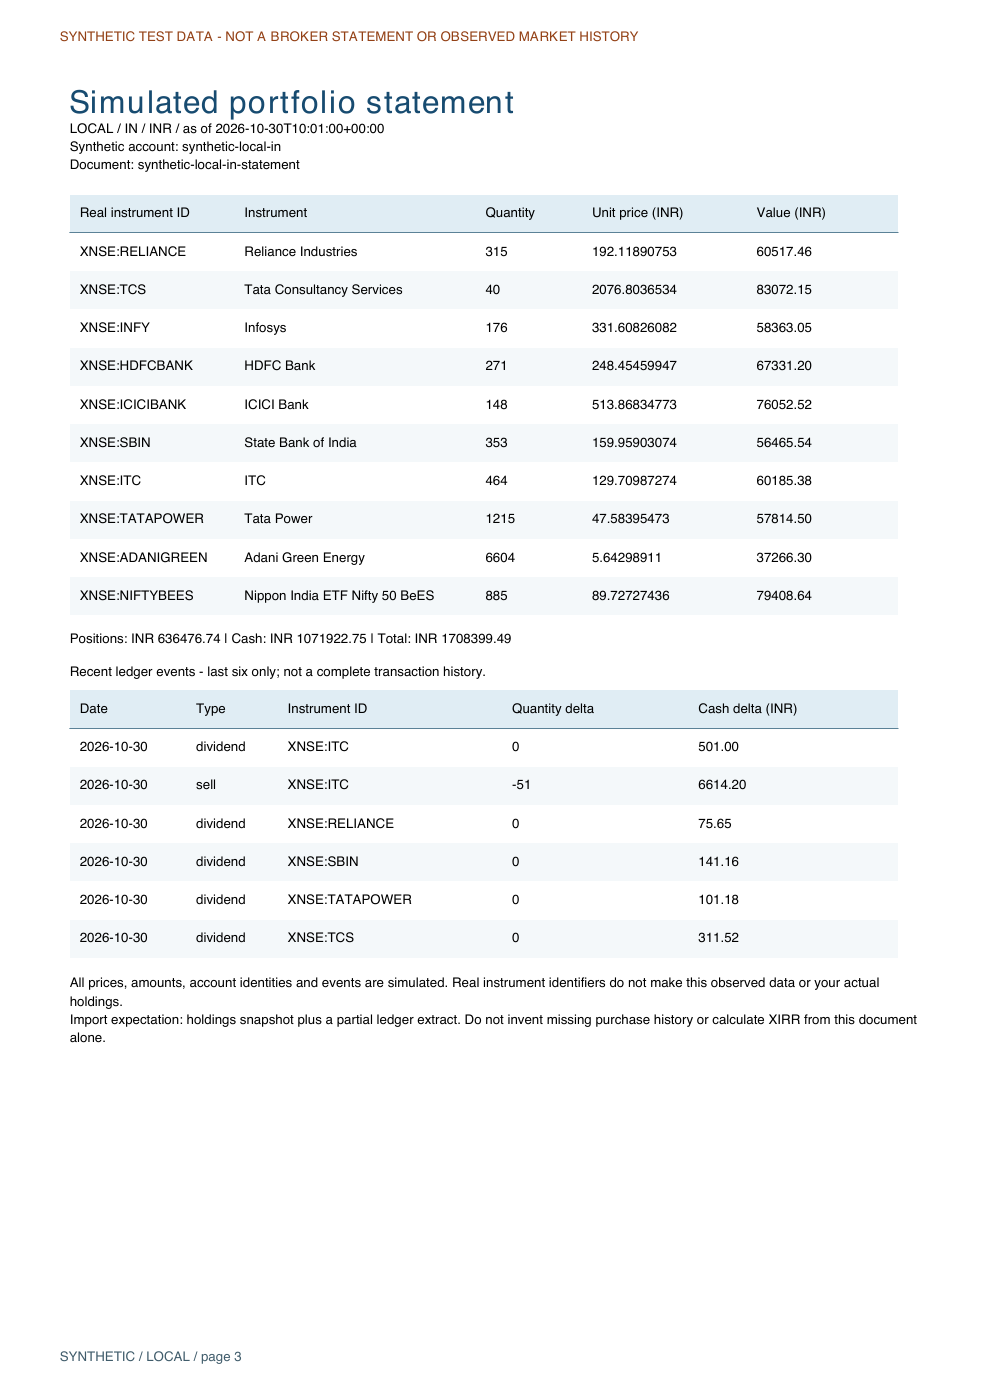 SYNTHETIC TEST DATA - NOT A BROKER STATEMENT OR OBSERVED MARKET HISTORY
Simulated portfolio statement
LOCAL / IN / INR / as of 2026-10-30T10:01:00+00:00
Synthetic account: synthetic-local-in
Document: synthetic-local-in-statement
Real instrument ID Instrument Quantity Unit price (INR) Value (INR)
XNSE:RELIANCE Reliance Industries 315 192.11890753 60517.46
XNSE:TCS Tata Consultancy Services 40 2076.8036534 83072.15
XNSE:INFY Infosys 176 331.60826082 58363.05
XNSE:HDFCBANK HDFC Bank 271 248.45459947 67331.20
XNSE:ICICIBANK ICICI Bank 148 513.86834773 76052.52
XNSE:SBIN State Bank of India 353 159.95903074 56465.54
XNSE:ITC ITC 464 129.70987274 60185.38
XNSE:TATAPOWER Tata Power 1215 47.58395473 57814.50
XNSE:ADANIGREEN Adani Green Energy 6604 5.64298911 37266.30
XNSE:NIFTYBEES Nippon India ETF Nifty 50 BeES 885 89.72727436 79408.64
Positions: INR 636476.74 | Cash: INR 1071922.75 | Total: INR 1708399.49
Recent ledger events - last six only; not a complete transaction history.
Date Type Instrument ID Quantity delta Cash delta (INR)
2026-10-30 dividend XNSE:ITC 0 501.00
2026-10-30 sell XNSE:ITC -51 6614.20
2026-10-30 dividend XNSE:RELIANCE 0 75.65
2026-10-30 dividend XNSE:SBIN 0 141.16
2026-10-30 dividend XNSE:TATAPOWER 0 101.18
2026-10-30 dividend XNSE:TCS 0 311.52
All prices, amounts, account identities and events are simulated. Real instrument identifiers do not make this observed data or your actual
holdings.
Import expectation: holdings snapshot plus a partial ledger extract. Do not invent missing purchase history or calculate XIRR from this document
alone.
SYNTHETIC / LOCAL / page 3